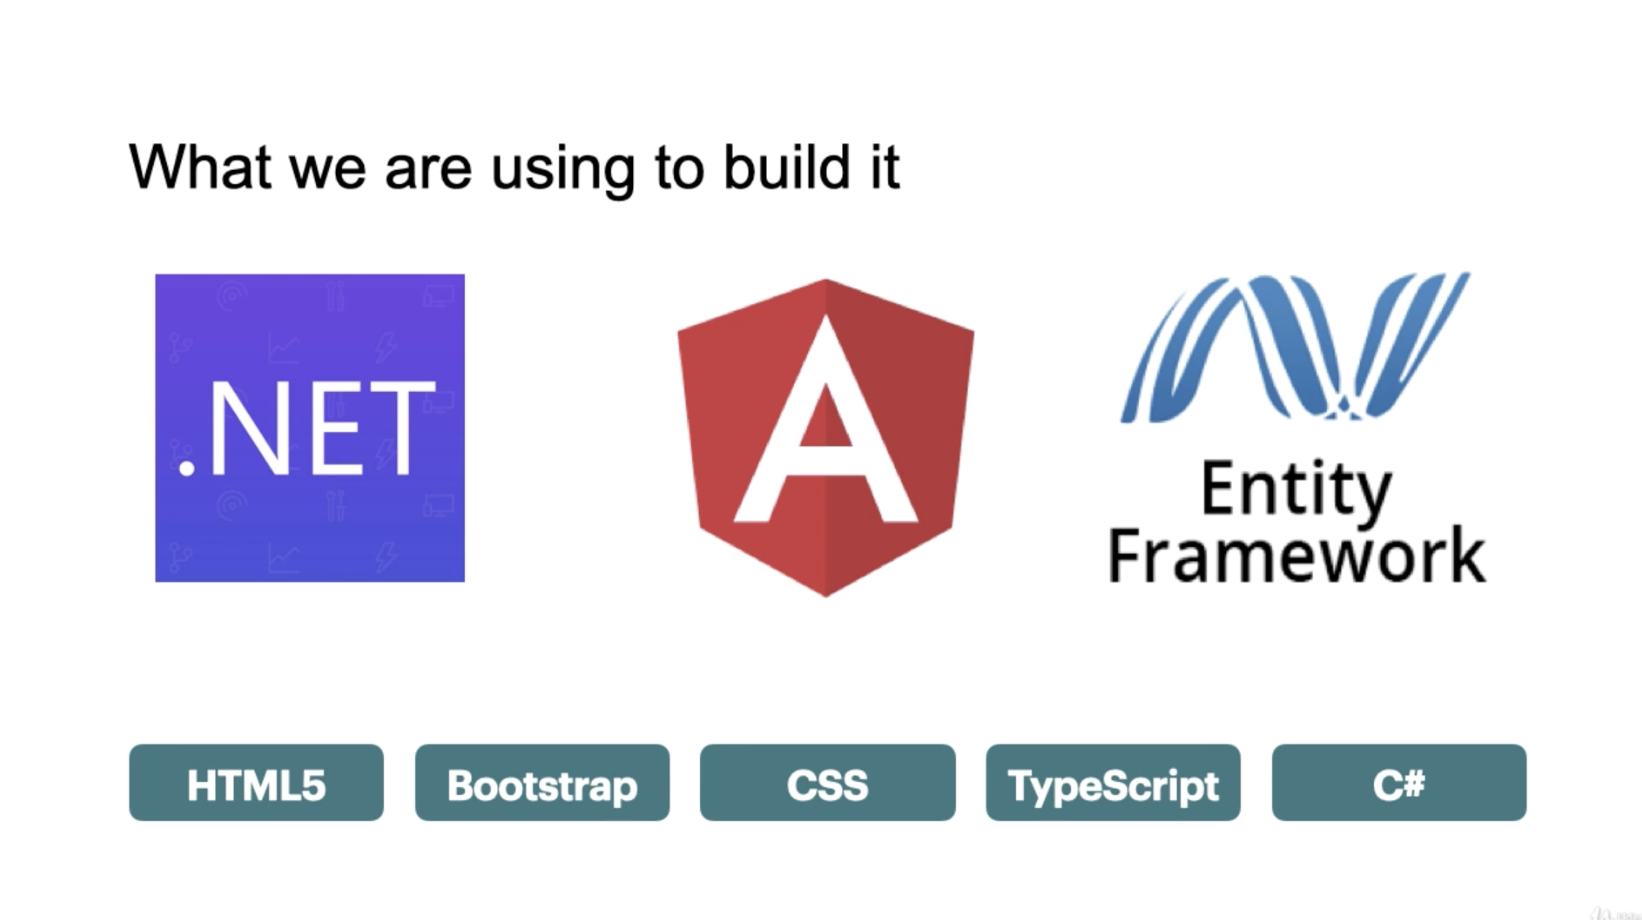 What we are using to build it
.NET
A
Entity
Framework
HTML5
Bootstrap
CSS
TypeScript
C#